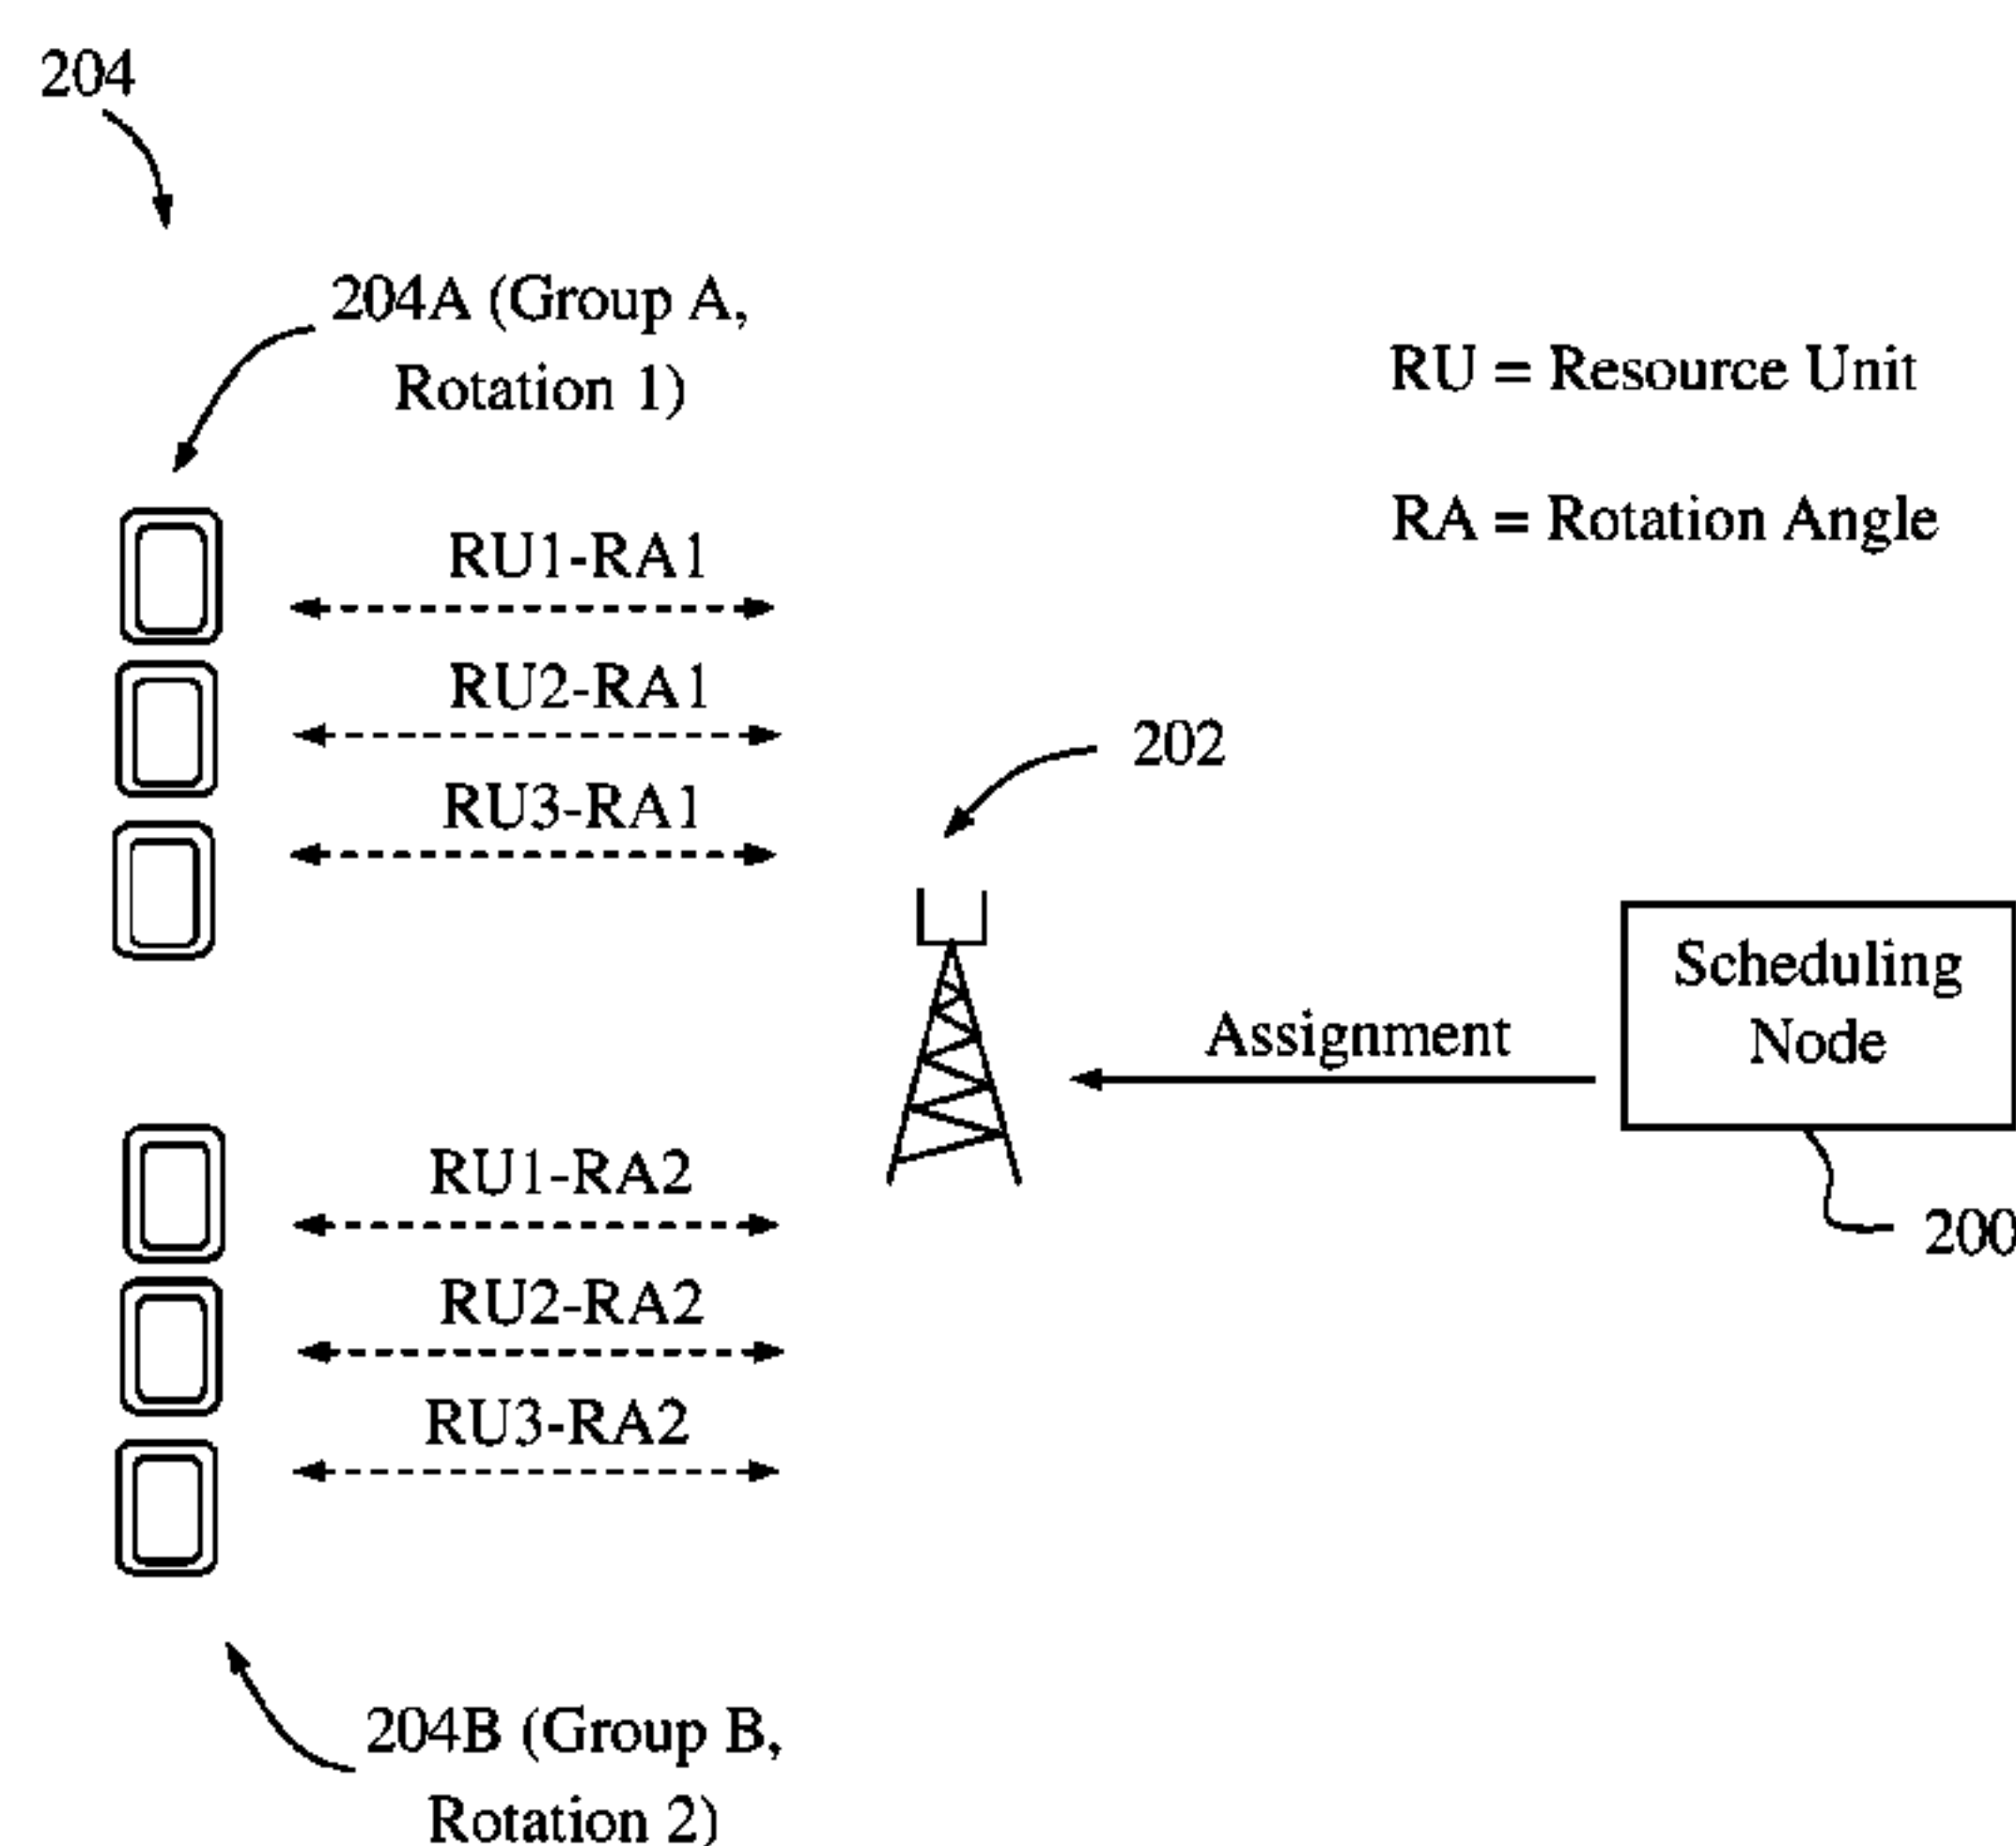 204
204A (Group A,
Rotation 1)
RU = Resource Unit
RA = Rotation Angle
RU1-RA1
RU2-RA1
RU3-RA1
202
Scheduling
Node
Assignment
200
RU1-RA2
RU2-RA2
RU3-RA2
204B (Group B,
Rotation 2)